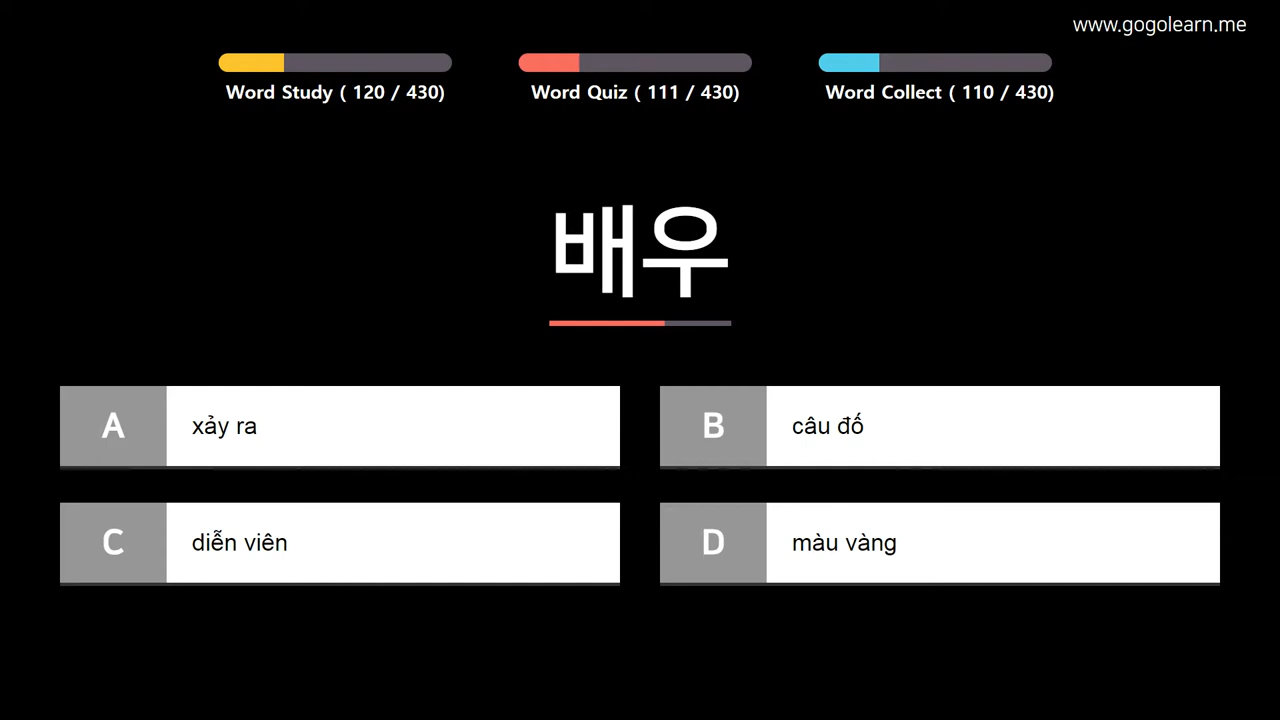 www.gogolearn.me
Word Study ( 120 / 430)
Word Quiz ( 111 / 430)
Word Collect ( 110 / 430)
배우
A xảy ra
B câu đố
C diễn viên
D màu vàng